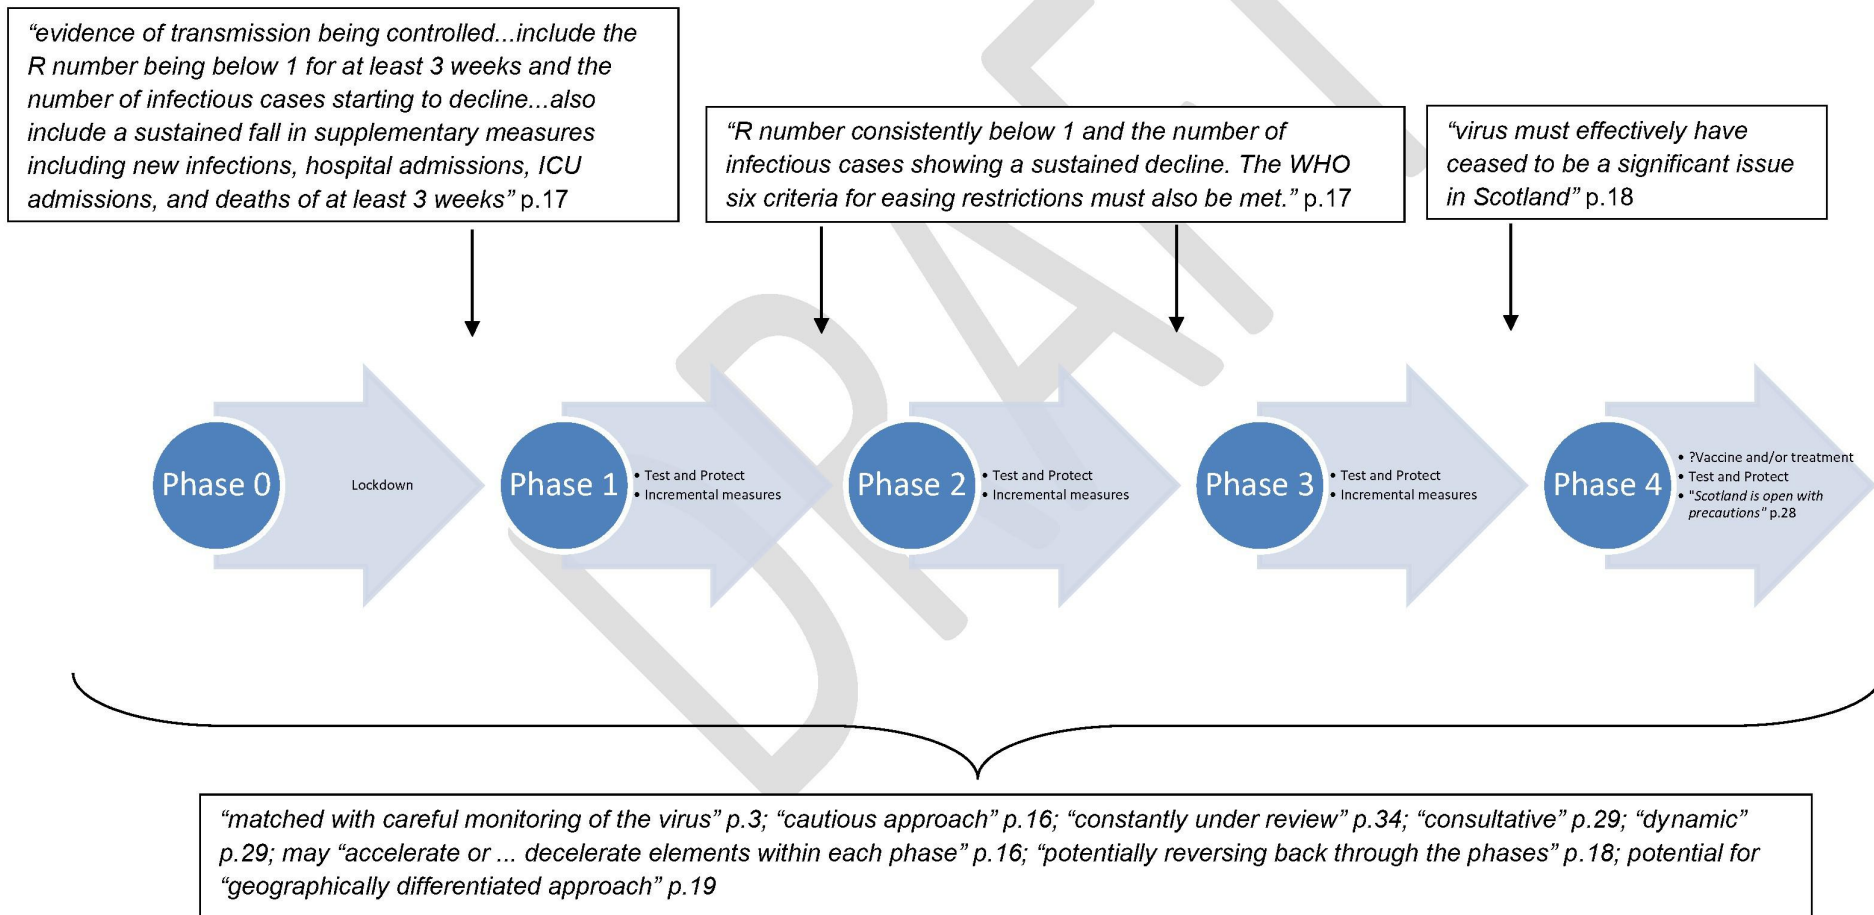 “evidence of transmission being controlled...include the
R number being below 1 for at least 3 weeks and the
number of infectious cases starting to decline...also
include a sustained fall in supplementary measures
including new infections, hospital admissions, ICU
admissions, and deaths of at least 3 weeks” p.17
“R number consistently below 1 and the number of
infectious cases showing a sustained decline. The WHO
six criteria for easing restrictions must also be met.” p.17
“virus must effectively have
ceased to be a significant issue
in Scotland” p.18
DRAFT
Phase 0
Lockdown
Phase 1
• Test and Protect
• Incremental measures
Phase 2
• Test and Protect
• Incremental measures
Phase 3
• Test and Protect
• Incremental measures
Phase 4
• ?Vaccine and/or treatment
• Test and Protect
• "Scotland is open with
precautions" p.28
“matched with careful monitoring of the virus” p.3; “cautious approach” p.16; “constantly under review” p.34; “consultative” p.29; “dynamic”
p.29; may “accelerate or ... decelerate elements within each phase” p.16; “potentially reversing back through the phases” p.18; potential for
“geographically differentiated approach” p.19